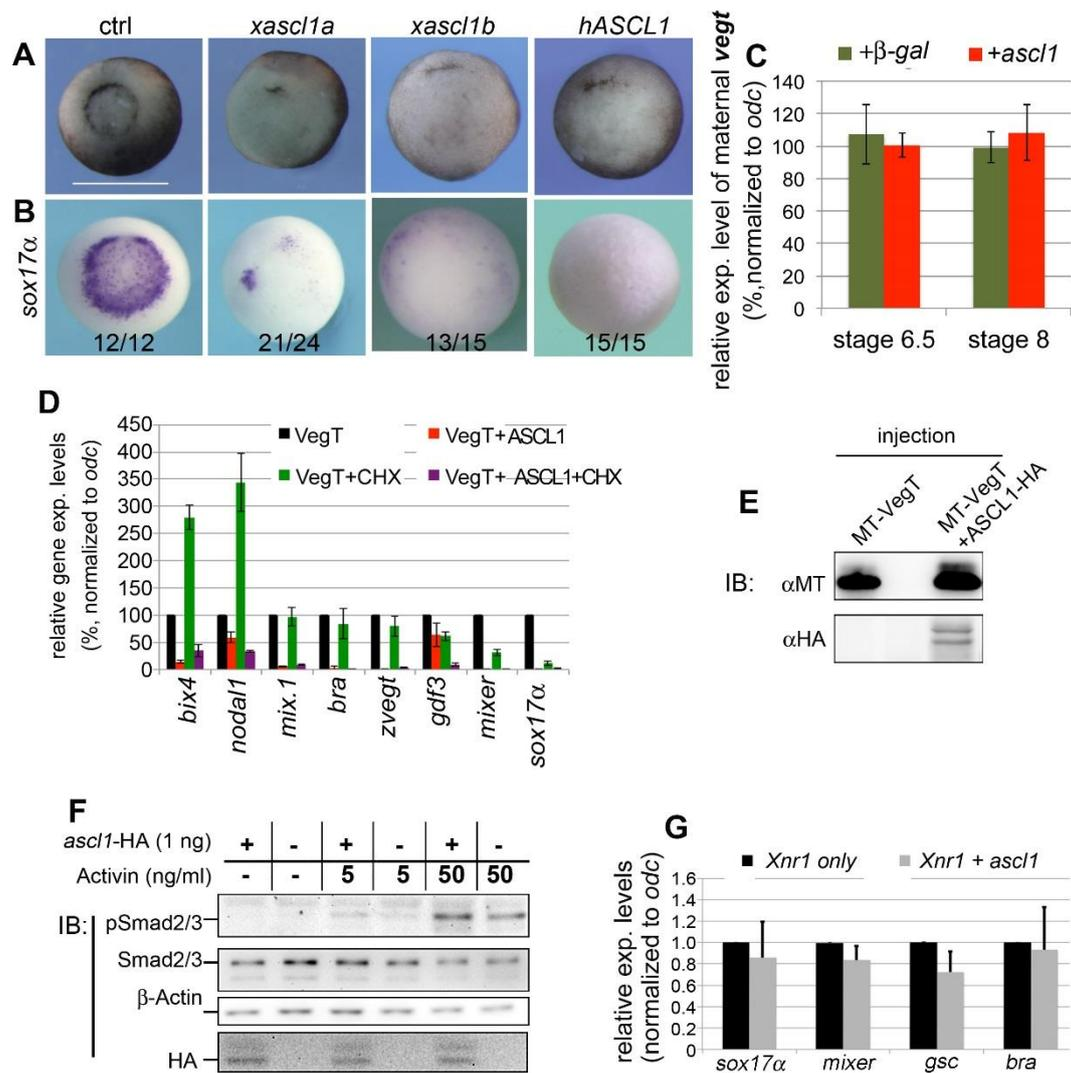 ctrl xascl1a xascl1b hASCL1
A
B
sox17α
12/12 21/24 13/15 15/15
C
+β-gal +ascl1
relative exp. level of maternal vegt
(%,normalized to odc)
140
120
100
80
60
40
20
0
stage 6.5 stage 8
D
relative gene exp. levels
(%, normalized to odc)
450
400
350
300
250
200
150
100
50
0
VegT VegT+ASCL1
VegT+CHX VegT+ ASCL1+CHX
bix4 nodal1 mix.1 bra zvegt gdf3 mixer sox17α
E
injection
MT-VegT
MT-VegT
+ASCL1-HA
IB: αMT
αHA
F
ascl1-HA (1 ng) + - + - + -
Activin (ng/ml) - - 5 5 50 50
IB:
pSmad2/3
Smad2/3
β-Actin
HA
G
Xnr1 only Xnr1 + ascl1
relative exp. levels
(normalized to odc)
1.6
1.4
1.2
1.0
0.8
0.6
0.4
0.2
0
sox17α mixer gsc bra